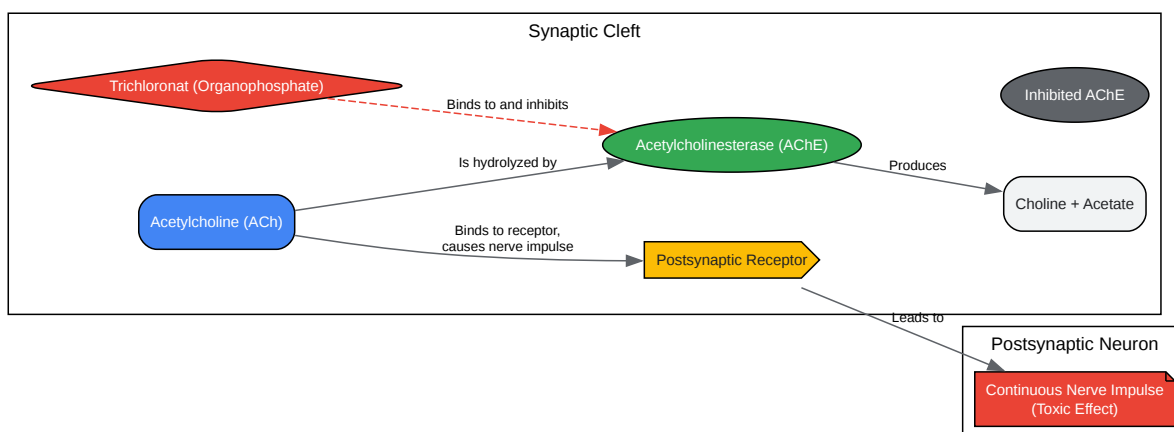 Synaptic Cleft
Trichloronat (Organophosphate)
Inhibited AChE
Binds to and inhibits
Acetylcholinesterase (AChE)
Is hydrolyzed by
Produces
Choline + Acetate
Acetylcholine (ACh)
Binds to receptor,
causes nerve impulse
Postsynaptic Receptor
Leads to
Postsynaptic Neuron
Continuous Nerve Impulse
(Toxic Effect)